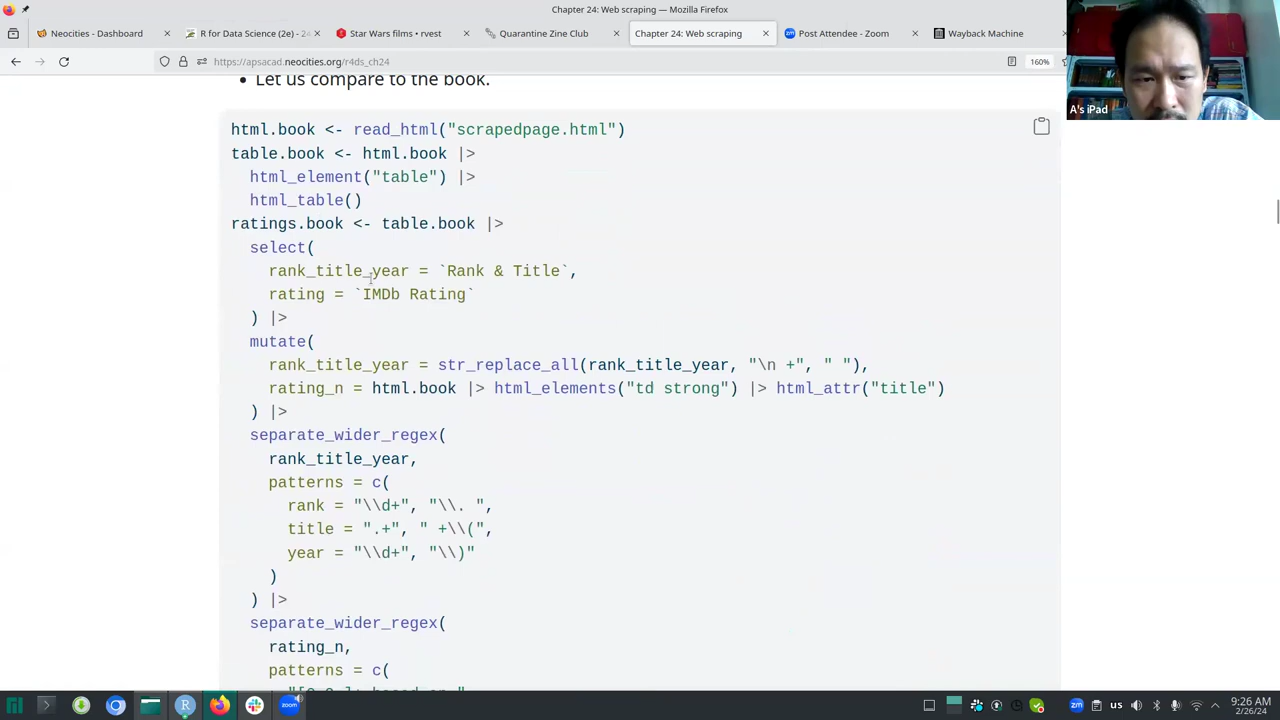 Chapter 24: Web scraping — Mozilla Firefox
Neocities - Dashboard
R for Data Science (2e) - 24
Star Wars films • rvest
Quarantine Zine Club
Chapter 24: Web scraping
Post Attendee - Zoom
Wayback Machine
https://apsacad.neocities.org/r4ds_ch24
160%
A's iPad
• Let us compare to the book.
html.book <- read_html("scrapedpage.html")
table.book <- html.book |>
html_element("table") |>
html_table()
ratings.book <- table.book |>
select(
rank_title_year = `Rank & Title`,
rating = `IMDb Rating`
) |>
mutate(
rank_title_year = str_replace_all(rank_title_year, "\n +", " "),
rating_n = html.book |> html_elements("td strong") |> html_attr("title")
) |>
separate_wider_regex(
rank_title_year,
patterns = c(
rank = "\\d+", "\\. ",
title = ".+", " +\\(",
year = "\\d+", "\\)"
)
) |>
separate_wider_regex(
rating_n,
patterns = c(
us
9:26 AM
2/26/24